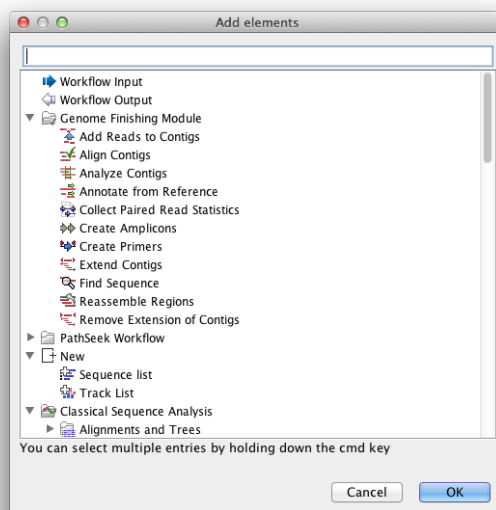 Add elements
Workflow Input
Workflow Output
Genome Finishing Module
Add Reads to Contigs
Align Contigs
Analyze Contigs
Annotate from Reference
Collect Paired Read Statistics
Create Amplicons
Create Primers
Extend Contigs
Find Sequence
Reassemble Regions
Remove Extension of Contigs
PathSeek Workflow
New
Sequence list
Track List
Classical Sequence Analysis
Alignments and Trees
You can select multiple entries by holding down the cmd key
Cancel OK